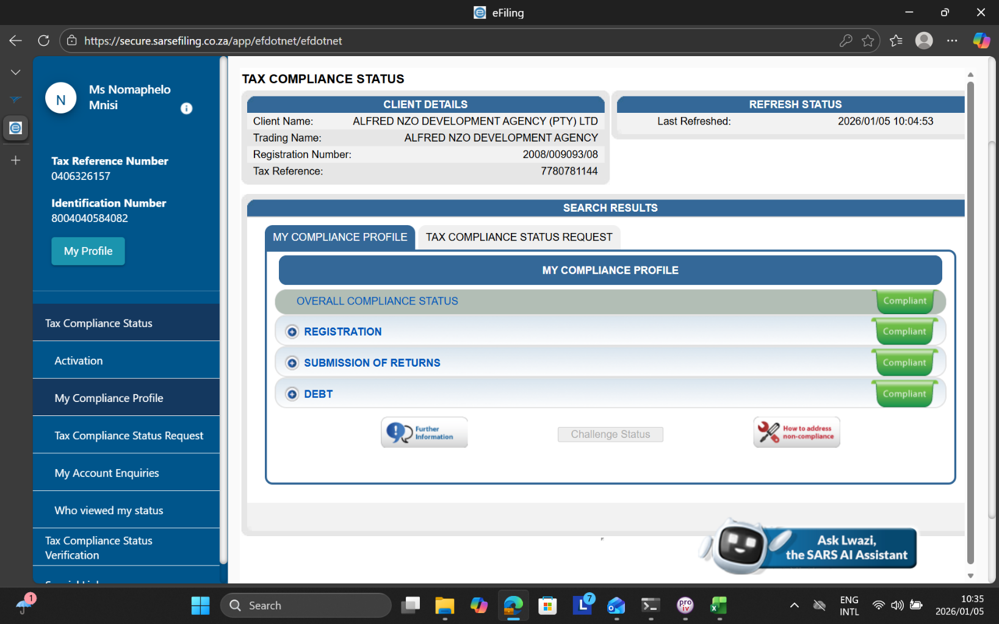 eFiling
https://secure.sarsefiling.co.za/app/efdotnet/efdotnet
N
Ms Nomaphelo
Mnisi
Tax Reference Number
0406326157
Identification Number
8004040584082
My Profile
Tax Compliance Status
Activation
My Compliance Profile
Tax Compliance Status Request
My Account Enquiries
Who viewed my status
Tax Compliance Status
Verification
TAX COMPLIANCE STATUS
CLIENT DETAILS
Client Name: ALFRED NZO DEVELOPMENT AGENCY (PTY) LTD
Trading Name: ALFRED NZO DEVELOPMENT AGENCY
Registration Number: 2008/009093/08
Tax Reference: 7780781144
REFRESH STATUS
Last Refreshed: 2026/01/05 10:04:53
SEARCH RESULTS
MY COMPLIANCE PROFILE TAX COMPLIANCE STATUS REQUEST
MY COMPLIANCE PROFILE
OVERALL COMPLIANCE STATUS Compliant
REGISTRATION Compliant
SUBMISSION OF RETURNS Compliant
DEBT Compliant
Further
Information
Challenge Status
How to address
non-compliance
Ask Lwazi,
the SARS AI Assistant
1
Search
L
7
pro
iv
ENG
INTL
10:35
2026/01/05